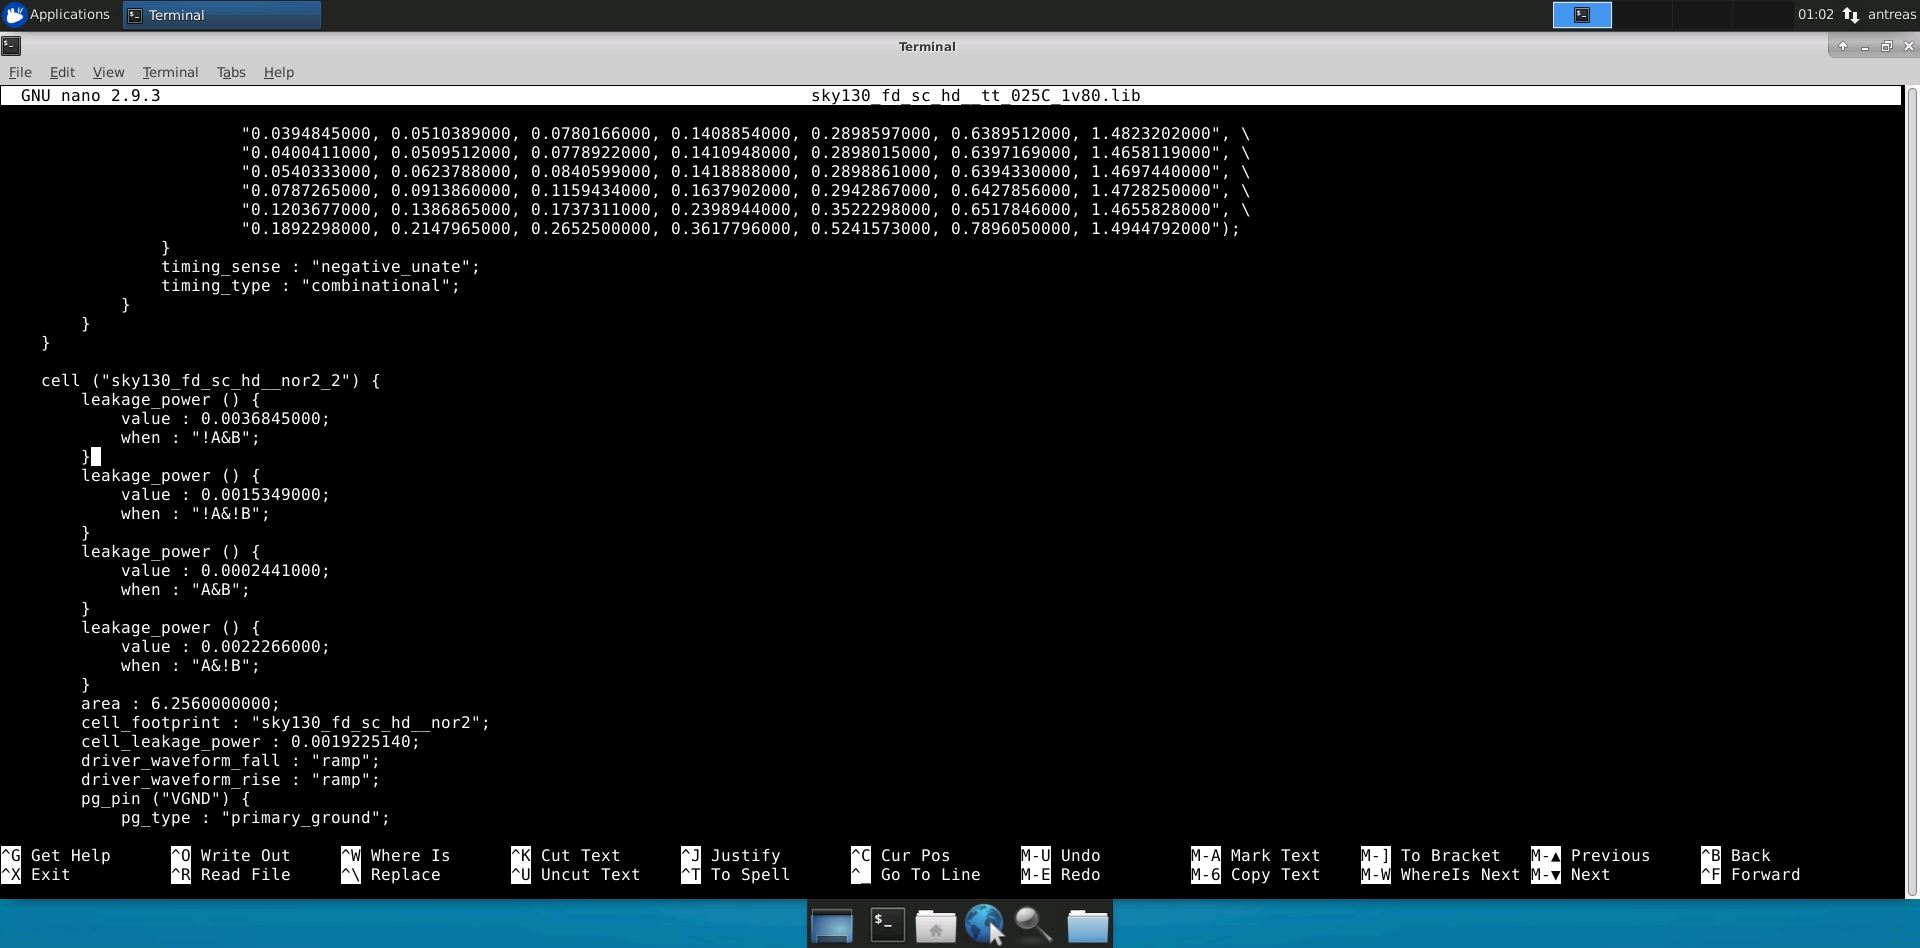 Applications Terminal 01:02 antreas
Terminal
File Edit View Terminal Tabs Help
GNU nano 2.9.3 sky130_fd_sc_hd__tt_025C_1v80.lib
"0.0394845000, 0.0510389000, 0.0780166000, 0.1408854000, 0.2898597000, 0.6389512000, 1.4823202000", \
"0.0400411000, 0.0509512000, 0.0778922000, 0.1410948000, 0.2898015000, 0.6397169000, 1.4658119000", \
"0.0540333000, 0.0623788000, 0.0840599000, 0.1418888000, 0.2898861000, 0.6394330000, 1.4697440000", \
"0.0787265000, 0.0913860000, 0.1159434000, 0.1637902000, 0.2942867000, 0.6427856000, 1.4728250000", \
"0.1203677000, 0.1386865000, 0.1737311000, 0.2398944000, 0.3522298000, 0.6517846000, 1.4655828000", \
"0.1892298000, 0.2147965000, 0.2652500000, 0.3617796000, 0.5241573000, 0.7896050000, 1.4944792000");
}
timing_sense : "negative_unate";
timing_type : "combinational";
}
}
}
cell ("sky130_fd_sc_hd__nor2_2") {
leakage_power () {
value : 0.0036845000;
when : "!A&B";
}
leakage_power () {
value : 0.0015349000;
when : "!A&!B";
}
leakage_power () {
value : 0.0002441000;
when : "A&B";
}
leakage_power () {
value : 0.0022266000;
when : "A&!B";
}
area : 6.2560000000;
cell_footprint : "sky130_fd_sc_hd__nor2";
cell_leakage_power : 0.0019225140;
driver_waveform_fall : "ramp";
driver_waveform_rise : "ramp";
pg_pin ("VGND") {
pg_type : "primary_ground";
^G Get Help ^O Write Out ^W Where Is ^K Cut Text ^J Justify ^C Cur Pos M-U Undo M-A Mark Text M-] To Bracket M-▲ Previous ^B Back
^X Exit ^R Read File ^\ Replace ^U Uncut Text ^T To Spell ^_ Go To Line M-E Redo M-6 Copy Text M-W WhereIs Next M-▼ Next ^F Forward